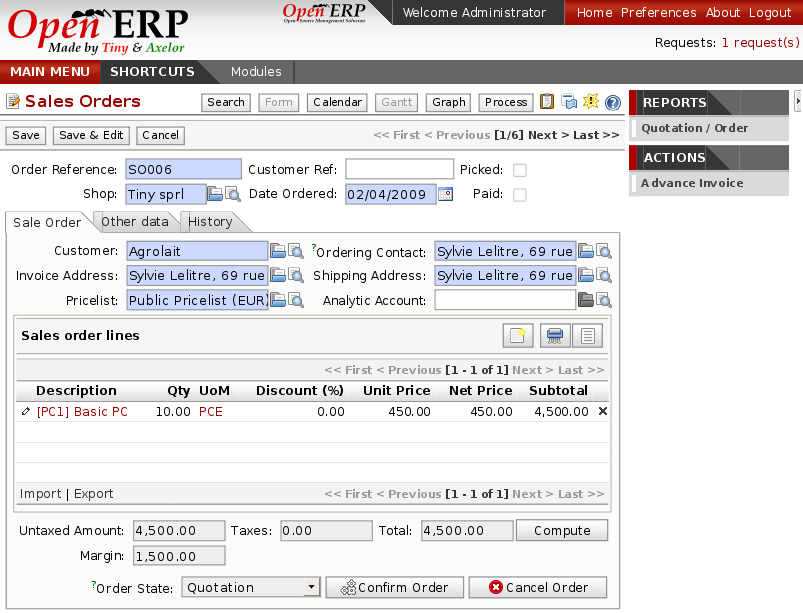 Open ERP
Made by Tiny & Axelor
Open ERP
Open Source Management Solution
Welcome Administrator
Home Preferences About Logout
Requests: 1 request(s)
MAIN MENU SHORTCUTS Modules
Sales Orders
Search Form Calendar Gantt Graph Process
REPORTS
Quotation / Order
ACTIONS
Advance Invoice
Save Save & Edit Cancel
<< First < Previous [1/6] Next > Last >>
Order Reference: SO006 Customer Ref: Picked:
Shop: Tiny sprl Date Ordered: 02/04/2009 Paid:
Sale Order Other data History
Customer: Agrolait ?Ordering Contact: Sylvie Lelitre, 69 rue
Invoice Address: Sylvie Lelitre, 69 rue Shipping Address: Sylvie Lelitre, 69 rue
Pricelist: Public Pricelist (EUR) Analytic Account:
Sales order lines
<< First < Previous [1 - 1 of 1] Next > Last >>
Description Qty UoM Discount (%) Unit Price Net Price Subtotal
[PC1] Basic PC 10.00 PCE 0.00 450.00 450.00 4,500.00
Import | Export << First < Previous [1 - 1 of 1] Next > Last >>
Untaxed Amount: 4,500.00 Taxes: 0.00 Total: 4,500.00 Compute
Margin: 1,500.00
?Order State: Quotation Confirm Order Cancel Order